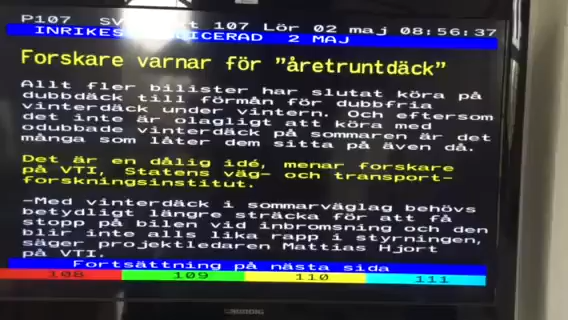 P107 SV t 107 Lör 02 maj 08:56:37
INRIKES LICERAD 2 MAJ
Forskare varnar för "åretruntdäck"
Allt fler bilister har slutat köra på
dubbdäck till förmån för dubbfria
vinterdäck under vintern. Och eftersom
det inte är olagligt att köra med
odubbade vinterdäck på sommaren är det
många som låter dem sitta på även då.
Det är en dålig idé, menar forskare
på VTI, Statens väg- och transport-
forskningsinstitut.
-Med vinterdäck i sommarväglag behövs
betydligt längre sträcka för att få
stopp på bilen vid inbromsning och den
blir inte alls lika rapp i styrningen,
säger projektledaren Mattias Hjort
på VTI.
Fortsättning på nästa sida
108 109 110 111
GRUNDIG